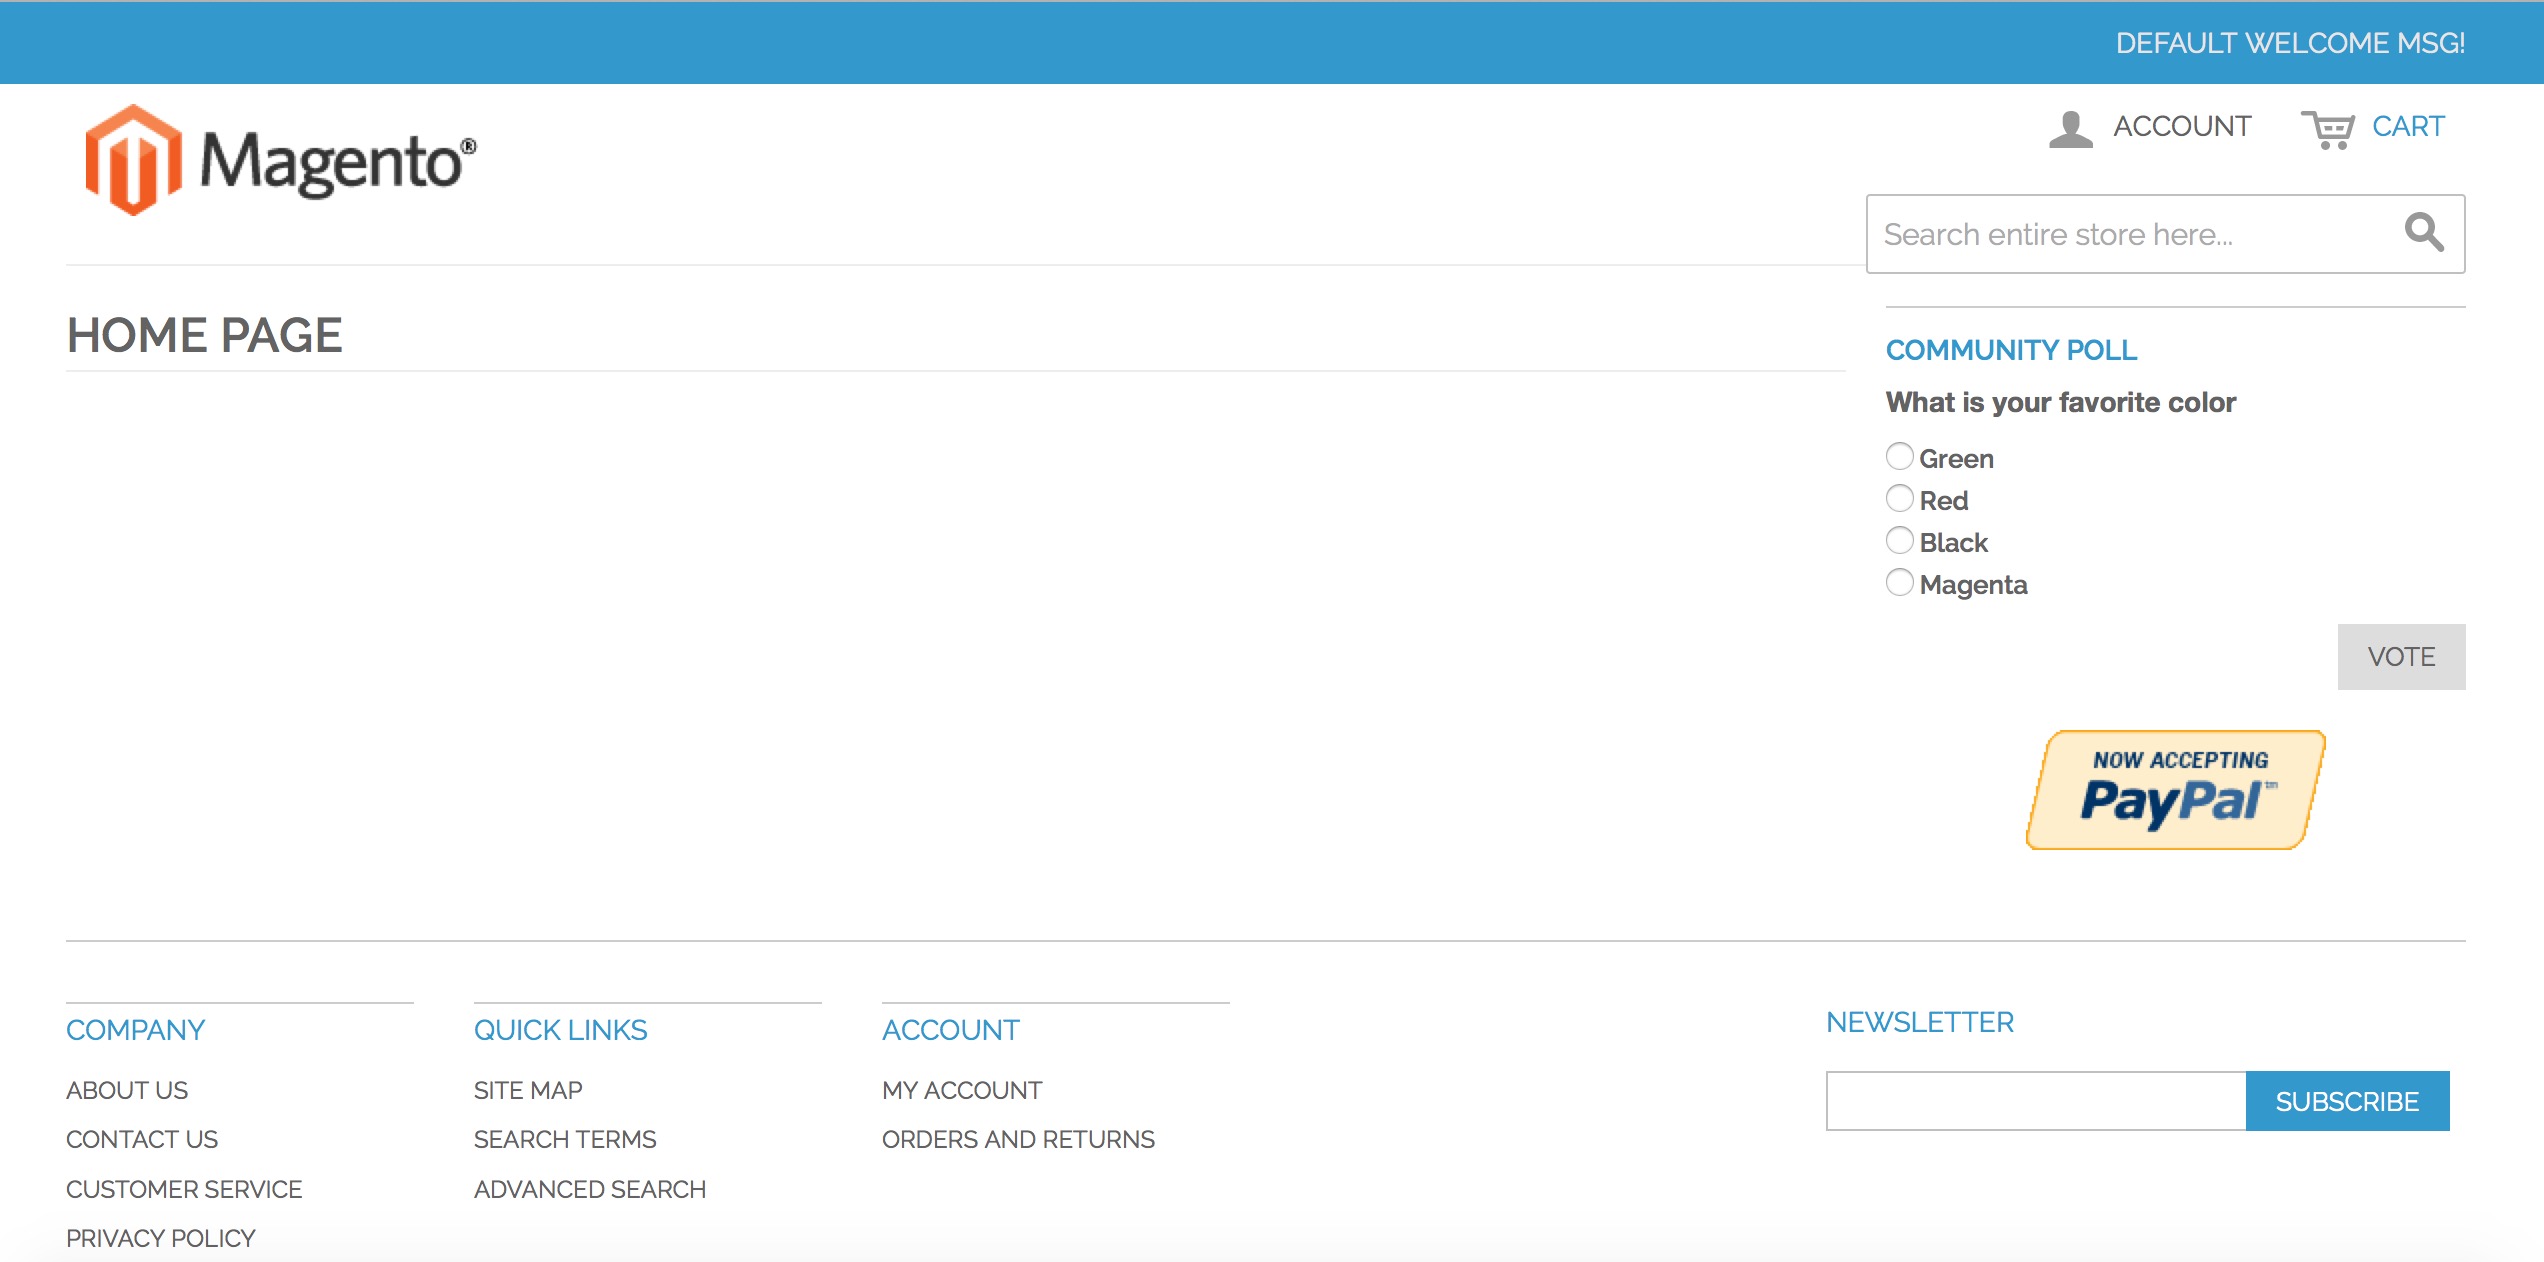 DEFAULT WELCOME MSG!
Magento®
ACCOUNT
CART
Search entire store here...
HOME PAGE
COMMUNITY POLL
What is your favorite color
Green
Red
Black
Magenta
VOTE
NOW ACCEPTING
PayPal™
COMPANY
ABOUT US
CONTACT US
CUSTOMER SERVICE
PRIVACY POLICY
QUICK LINKS
SITE MAP
SEARCH TERMS
ADVANCED SEARCH
ACCOUNT
MY ACCOUNT
ORDERS AND RETURNS
NEWSLETTER
SUBSCRIBE